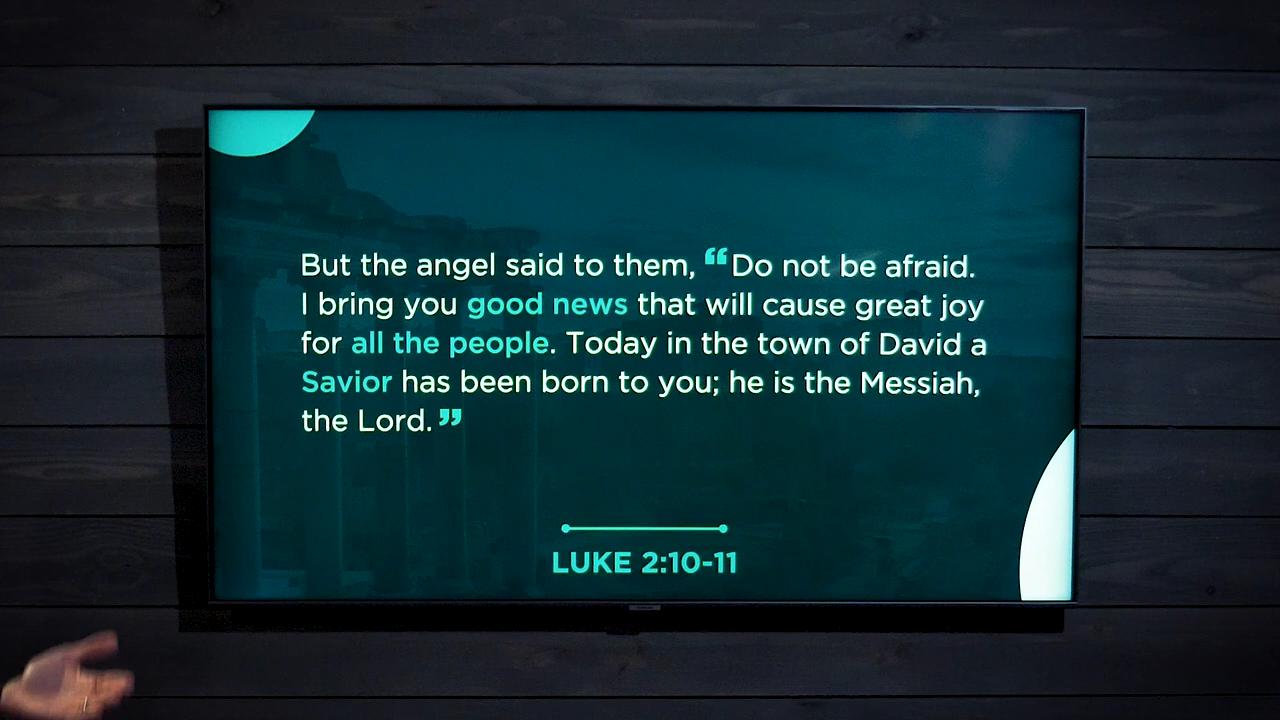 But the angel said to them, “Do not be afraid.
I bring you good news that will cause great joy
for all the people. Today in the town of David a
Savior has been born to you; he is the Messiah,
the Lord.”
LUKE 2:10-11